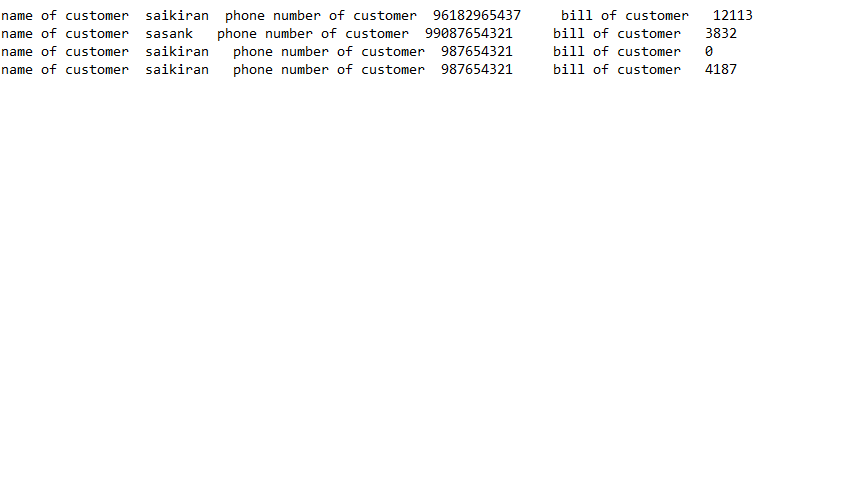 name of customer  saikiran  phone number of customer  96182965437     bill of customer   12113
name of customer  sasank   phone number of customer  99087654321     bill of customer   3832
name of customer  saikiran   phone number of customer  987654321     bill of customer   0
name of customer  saikiran   phone number of customer  987654321     bill of customer   4187